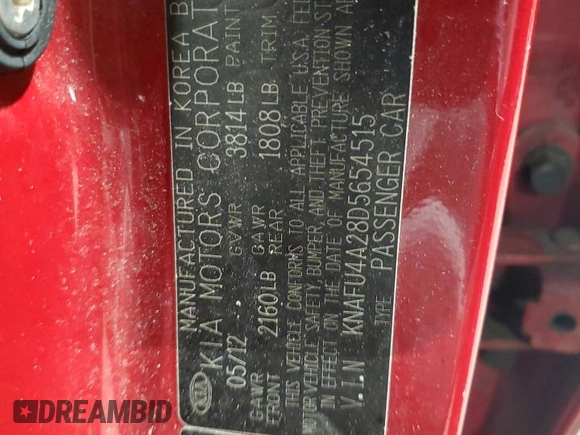 MANUFACTURED IN KOREA B
KIA MOTORS CORPORAT
05/12 GVWR 3814LB PAINT
GAWR FRONT 2160LB GAWR REAR 1808LB TRIM
THIS VEHICLE CONFORMS TO ALL APPLICABLE U.S.A. FED
MOTOR VEHICLE SAFETY, BUMPER AND THEFT PREVENTION ST
IN EFFECT ON THE DATE OF MANUFACTURE SHOWN AB
V.I.N KNAFU4A28D5654515
TYPE: PASSENGER CAR
KIA
DREAMBID